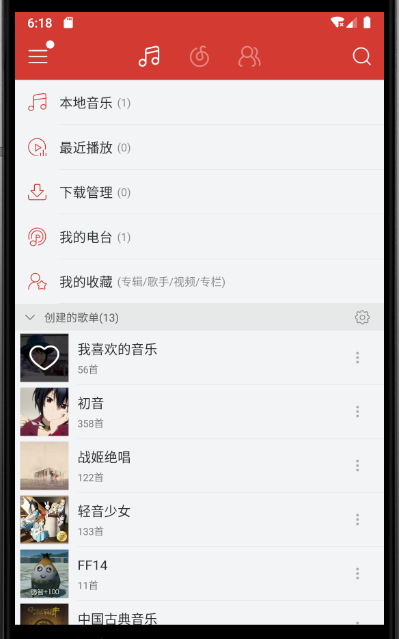 6:18
本地音乐 (1)
最近播放 (0)
下载管理 (0)
我的电台 (1)
我的收藏 (专辑/歌手/视频/专栏)
创建的歌单(13)
我喜欢的音乐
56首
初音
358首
战姬绝唱
122首
轻音少女
133首
FF14
11首
中国古典音乐